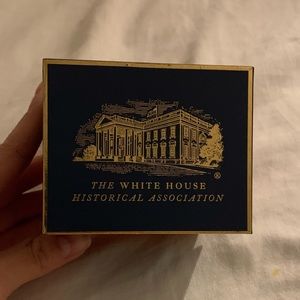 ®
THE WHITE HOUSE
HISTORICAL ASSOCIATION